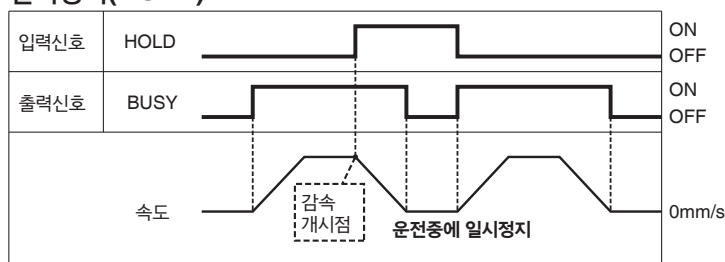 입력신호 HOLD ON
OFF
출력신호 BUSY ON
OFF
속도 0mm/s
감속
개시점
운전중에 일시정지